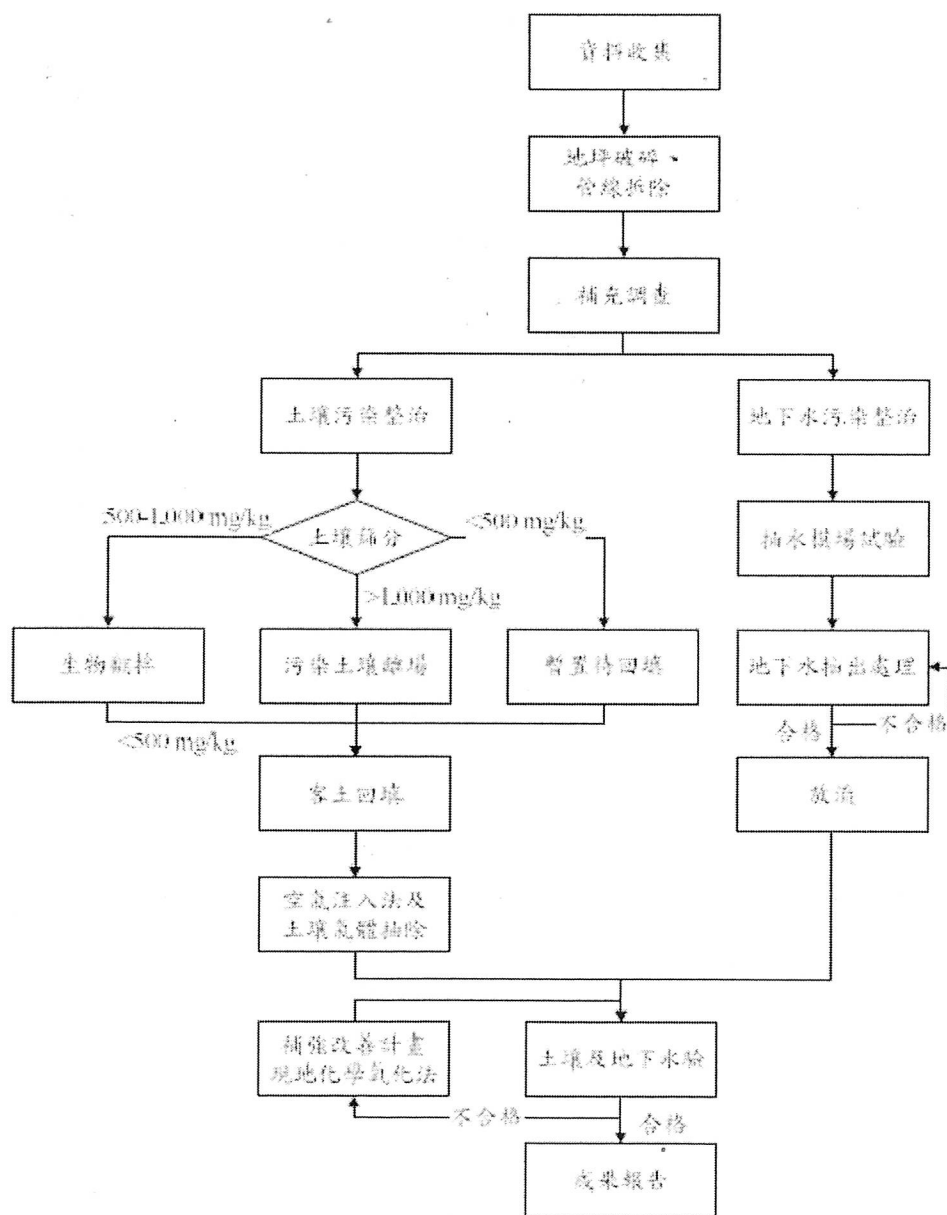 資料收集
地坪破碎、
管線拆除
補充調查
土壤污染整治
地下水污染整治
500-1,000 mg/kg
土壤篩分
<500 mg/kg
抽水模場試驗
>1,000 mg/kg
生物堆
污染土壤離場
暫置待回填
地下水抽出處理
<500 mg/kg
合格
不合格
客土回填
放流
空氣注入法及
土壤氣體抽除
補強改善計畫
現地化學氧化法
土壤及地下水驗
不合格
合格
成果報告